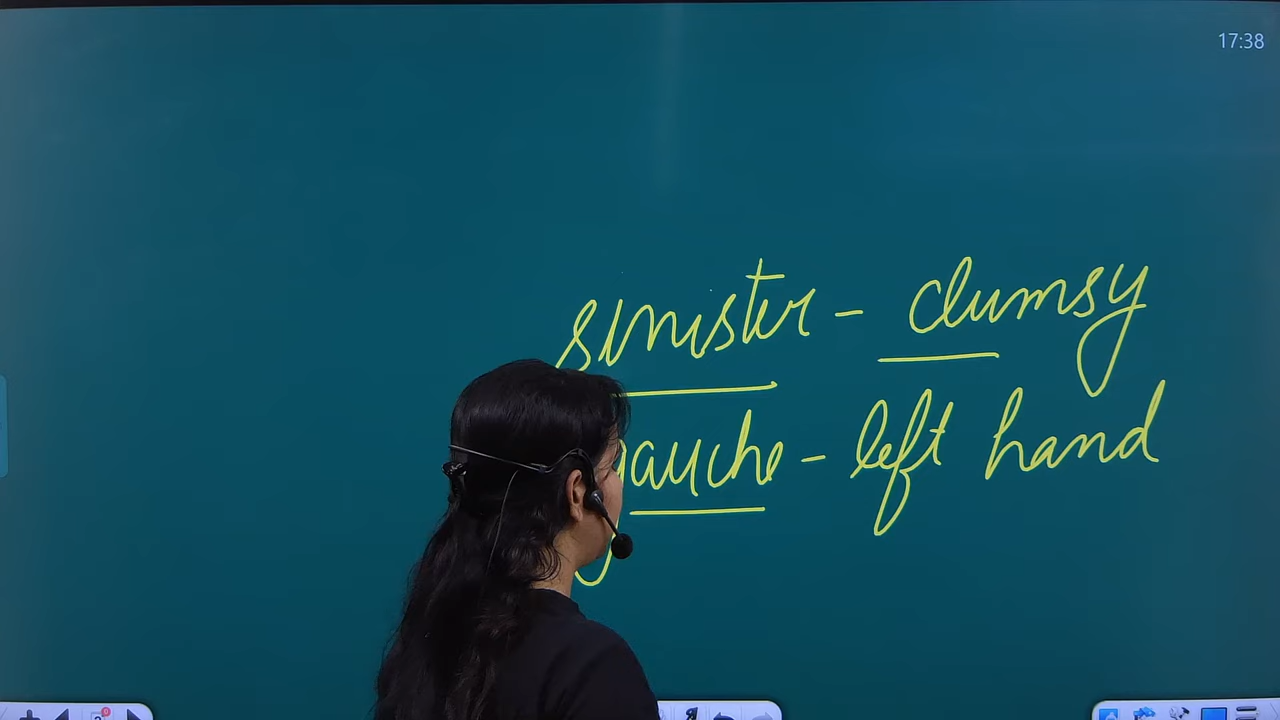 17:38
sinister - clumsy
gauche - left hand